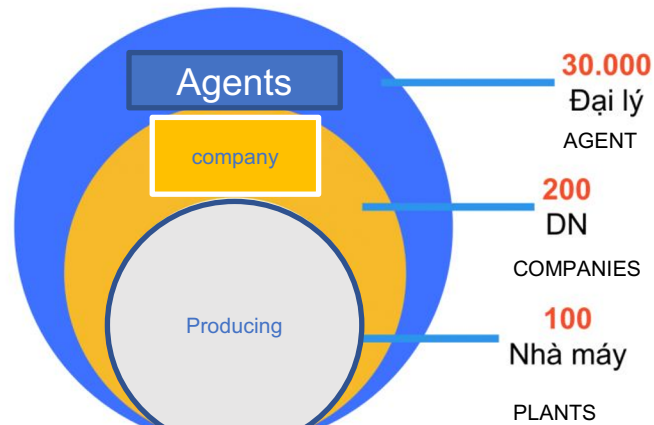 Agents
30.000
Đại lý
AGENT
company
200
DN
COMPANIES
Producing
100
Nhà máy
PLANTS